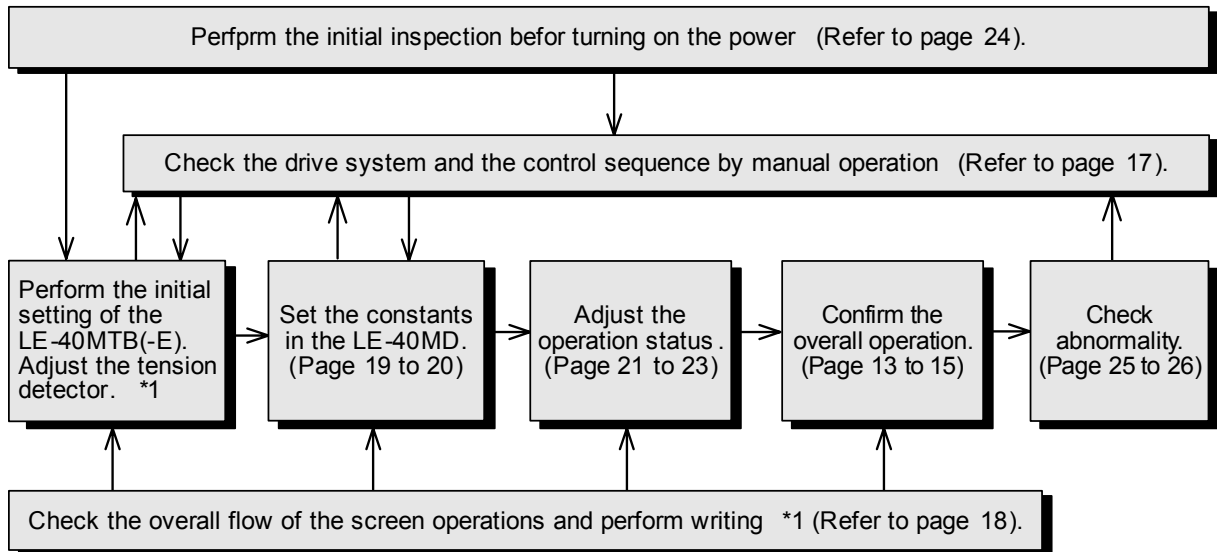 Perfprm the initial inspection befor turning on the power (Refer to page 24).
Check the drive system and the control sequence by manual operation (Refer to page 17).
Perform the initial
setting of the
LE-40MTB(-E).
Adjust the tension
detector. *1
Set the constants
in the LE-40MD.
(Page 19 to 20)
Adjust the
operation status .
(Page 21 to 23)
Confirm the
overall operation.
(Page 13 to 15)
Check
abnormality.
(Page 25 to 26)
Check the overall flow of the screen operations and perform writing *1 (Refer to page 18).